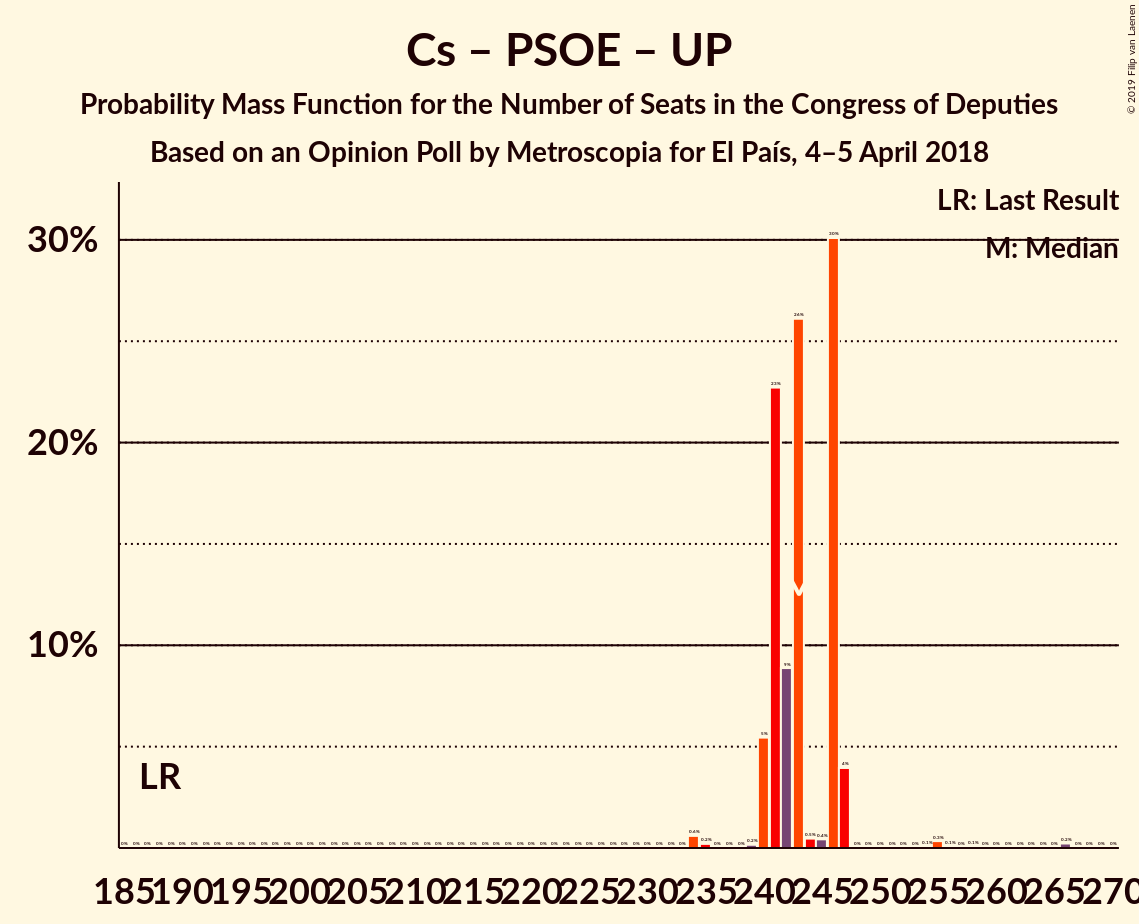 Cs – PSOE – UP
Probability Mass Function for the Number of Seats in the Congress of Deputies
Based on an Opinion Poll by Metroscopia for El País, 4–5 April 2018
© 2019 Filip van Laenen
LR: Last Result
M: Median
30%
20%
10%
LR
M
185 190 195 200 205 210 215 220 225 230 235 240 245 250 255 260 265 270